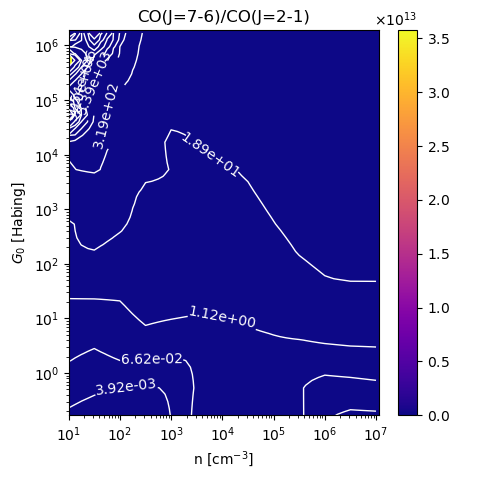 CO(J=7-6)/CO(J=2-1)
×10¹³
3.5
3.0
2.5
2.0
1.5
1.0
0.5
0.0
10⁶
10⁵
10⁴
10³
10²
10¹
10⁰
G₀ [Habing]
3.19e+02
1.89e+01
1.12e+00
6.62e-02
3.92e-03
10¹ 10² 10³ 10⁴ 10⁵ 10⁶ 10⁷
n [cm⁻³]